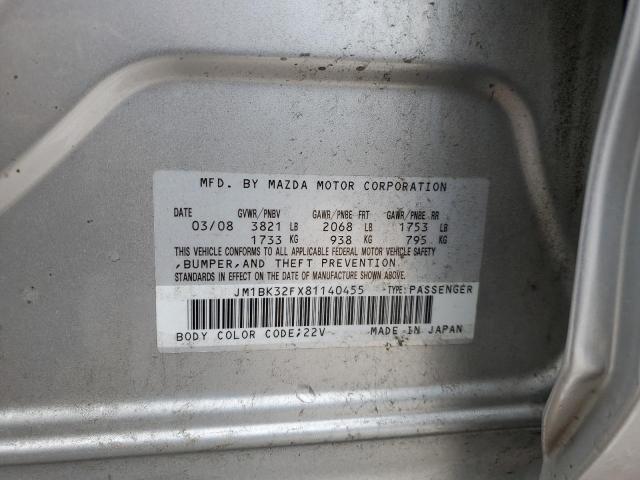 MFD. BY MAZDA MOTOR CORPORATION
DATE GVWR/PNBV GAWR/PNBE FRT GAWR/PNBE RR
03/08 3821 LB 2068 LB 1753 LB
1733 KG 938 KG 795 KG
THIS VEHICLE CONFORMS TO ALL APPLICABLE FEDERAL MOTOR VEHICLE SAFETY
,BUMPER,AND THEFT PREVENTION
STANDARDS IN EFFECT ON THE DATE OF MANUFACTURE SHOWN ABOVE.
JM1BK32FX81140455 TYPE:PASSENGER
BODY COLOR CODE;22V MADE IN JAPAN